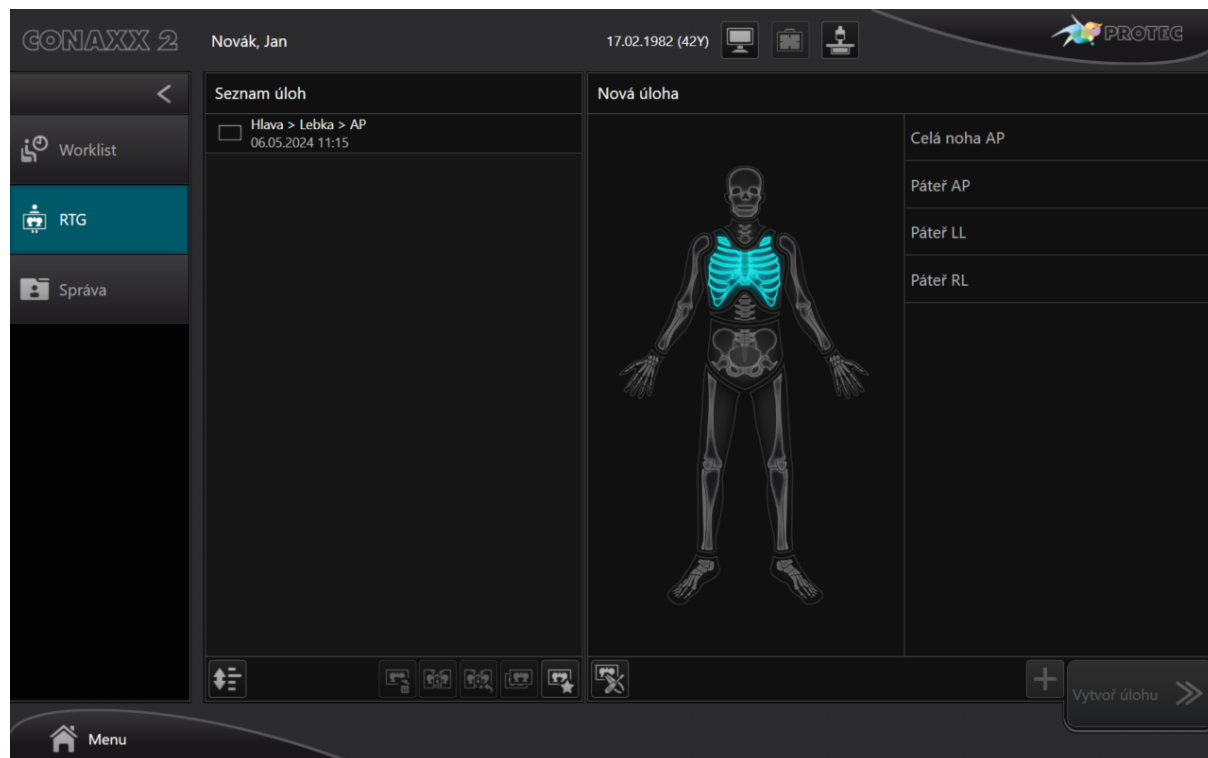 CONAXX 2
Novák, Jan
17.02.1982 (42Y)
PROTEC
Seznam úloh
Nová úloha
Worklist
RTG
Správa
Hlava > Lebka > AP
06.05.2024 11:15
Celá noha AP
Páteř AP
Páteř LL
Páteř RL
Vytvoř úlohu
Menu